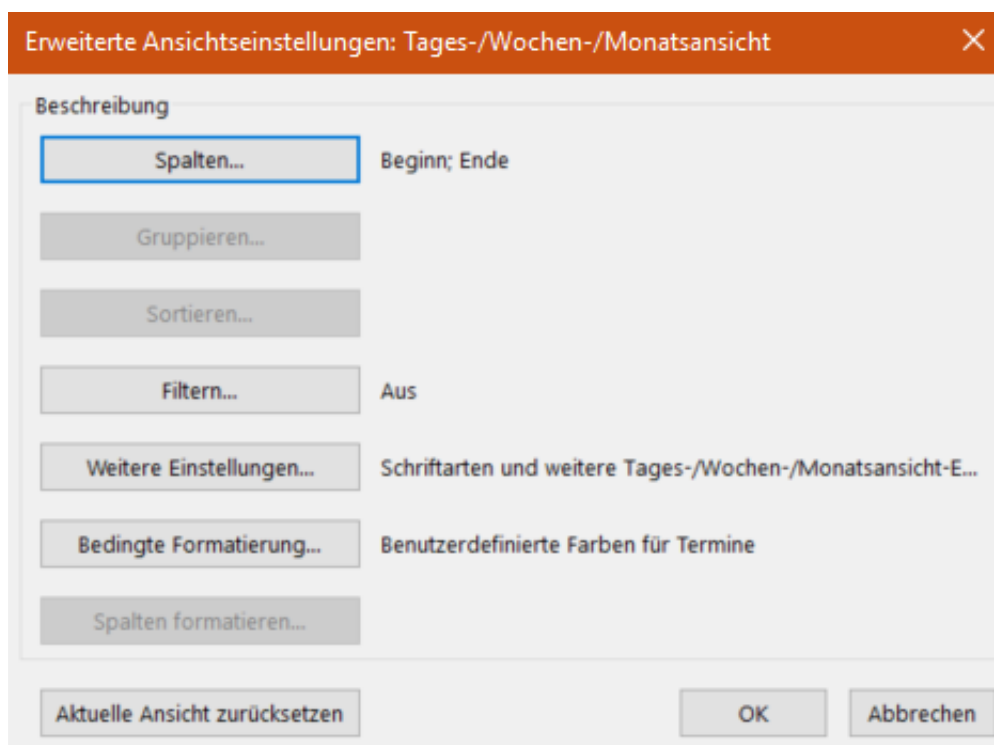 Erweiterte Ansichtseinstellungen: Tages-/Wochen-/Monatsansicht
Beschreibung
Spalten... Beginn; Ende
Gruppieren...
Sortieren...
Filtern... Aus
Weitere Einstellungen... Schriftarten und weitere Tages-/Wochen-/Monatsansicht-E...
Bedingte Formatierung... Benutzerdefinierte Farben für Termine
Spalten formatieren...
Aktuelle Ansicht zurücksetzen OK Abbrechen